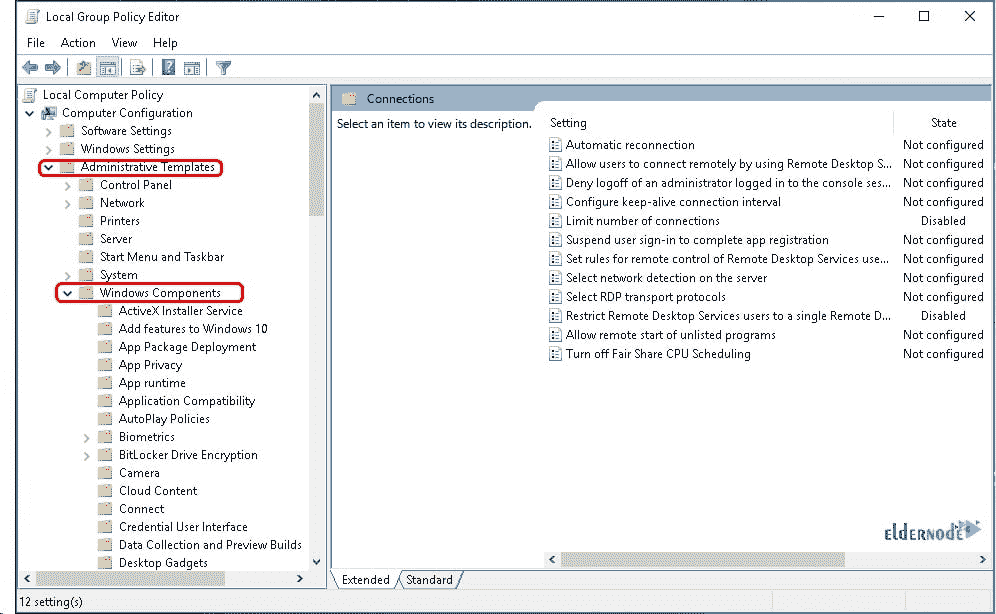 Local Group Policy Editor
File Action View Help
Local Computer Policy
Computer Configuration
Software Settings
Windows Settings
Administrative Templates
Control Panel
Network
Printers
Server
Start Menu and Taskbar
System
Windows Components
ActiveX Installer Service
Add features to Windows 10
App Package Deployment
App Privacy
App runtime
Application Compatibility
AutoPlay Policies
Biometrics
BitLocker Drive Encryption
Camera
Cloud Content
Connect
Credential User Interface
Data Collection and Preview Builds
Desktop Gadgets
Connections
Select an item to view its description.
Setting State
Automatic reconnection Not configured
Allow users to connect remotely by using Remote Desktop S... Not configured
Deny logoff of an administrator logged in to the console ses... Not configured
Configure keep-alive connection interval Not configured
Limit number of connections Disabled
Suspend user sign-in to complete app registration Not configured
Set rules for remote control of Remote Desktop Services use... Not configured
Select network detection on the server Not configured
Select RDP transport protocols Not configured
Restrict Remote Desktop Services users to a single Remote D... Disabled
Allow remote start of unlisted programs Not configured
Turn off Fair Share CPU Scheduling Not configured
ELDERNODE
Extended Standard
12 setting(s)